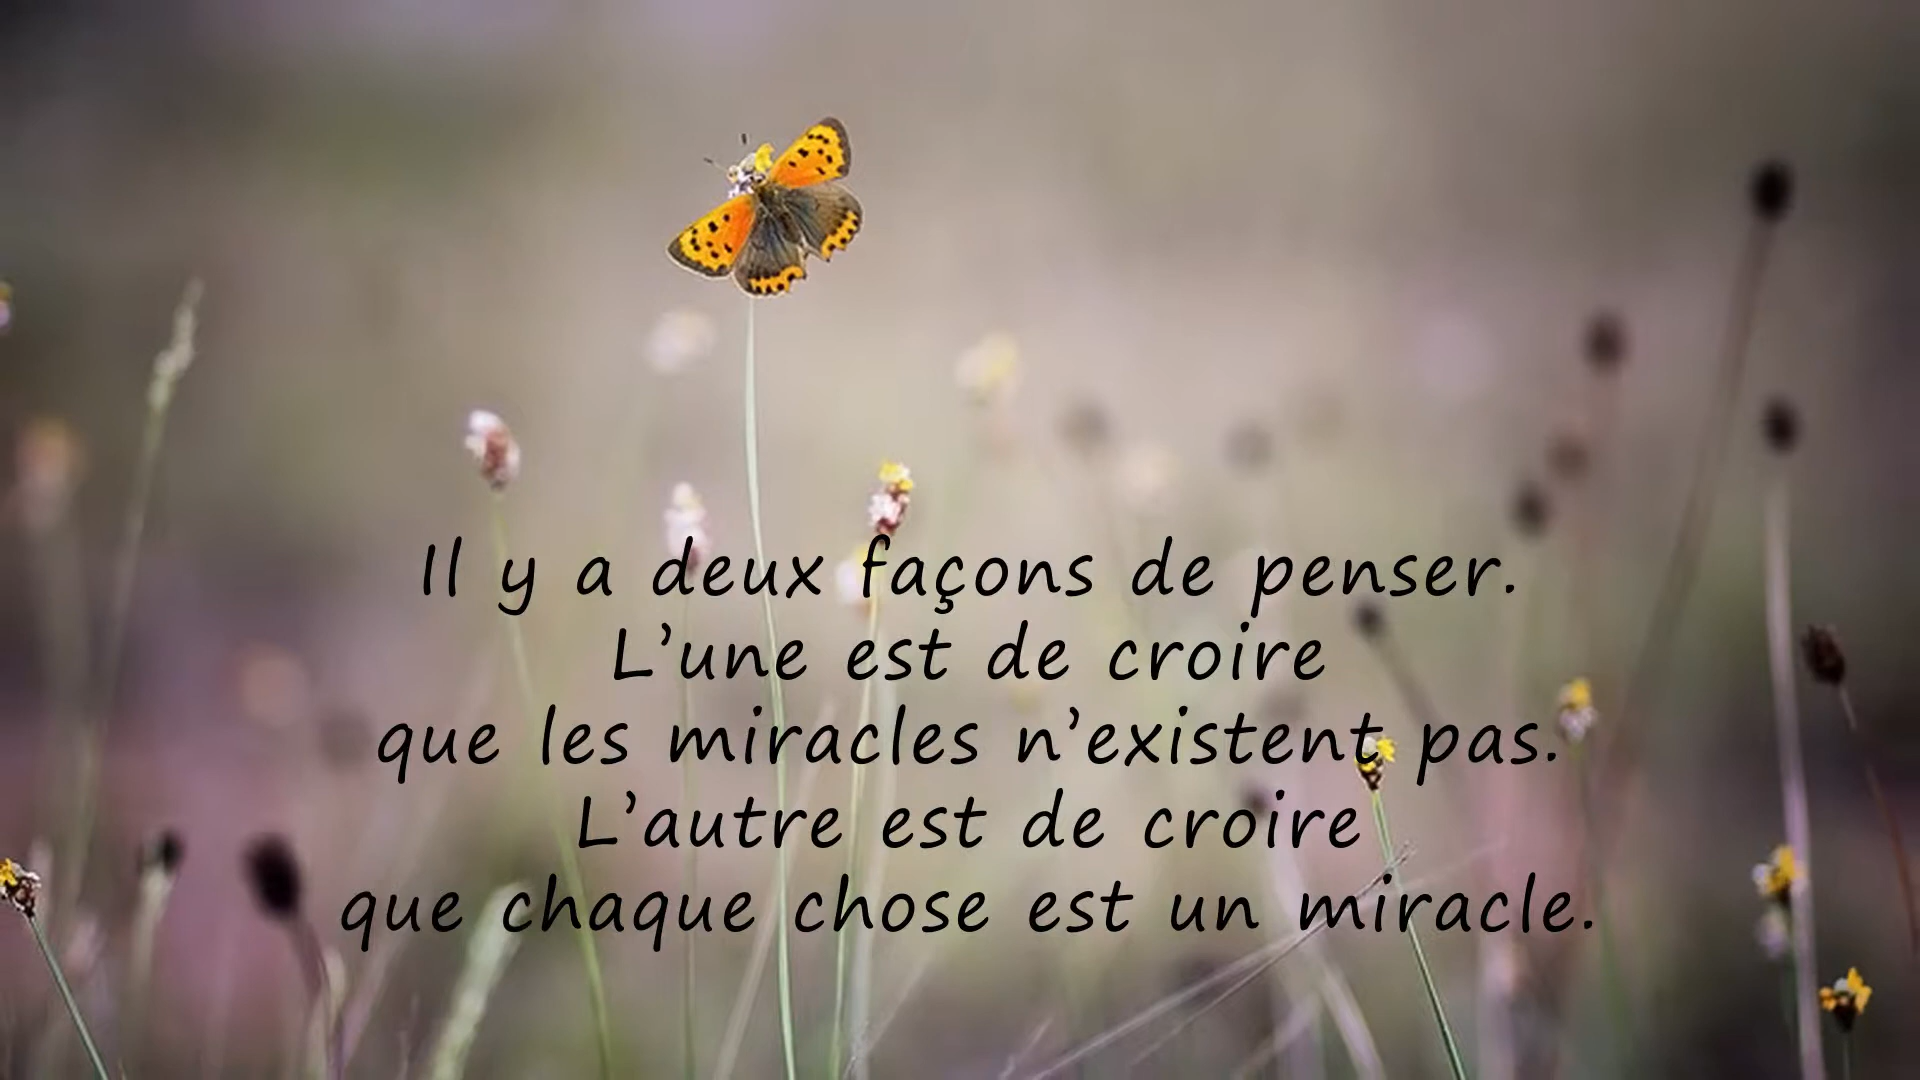 Il y a deux façons de penser.
L’une est de croire
que les miracles n’existent pas.
L’autre est de croire
que chaque chose est un miracle.